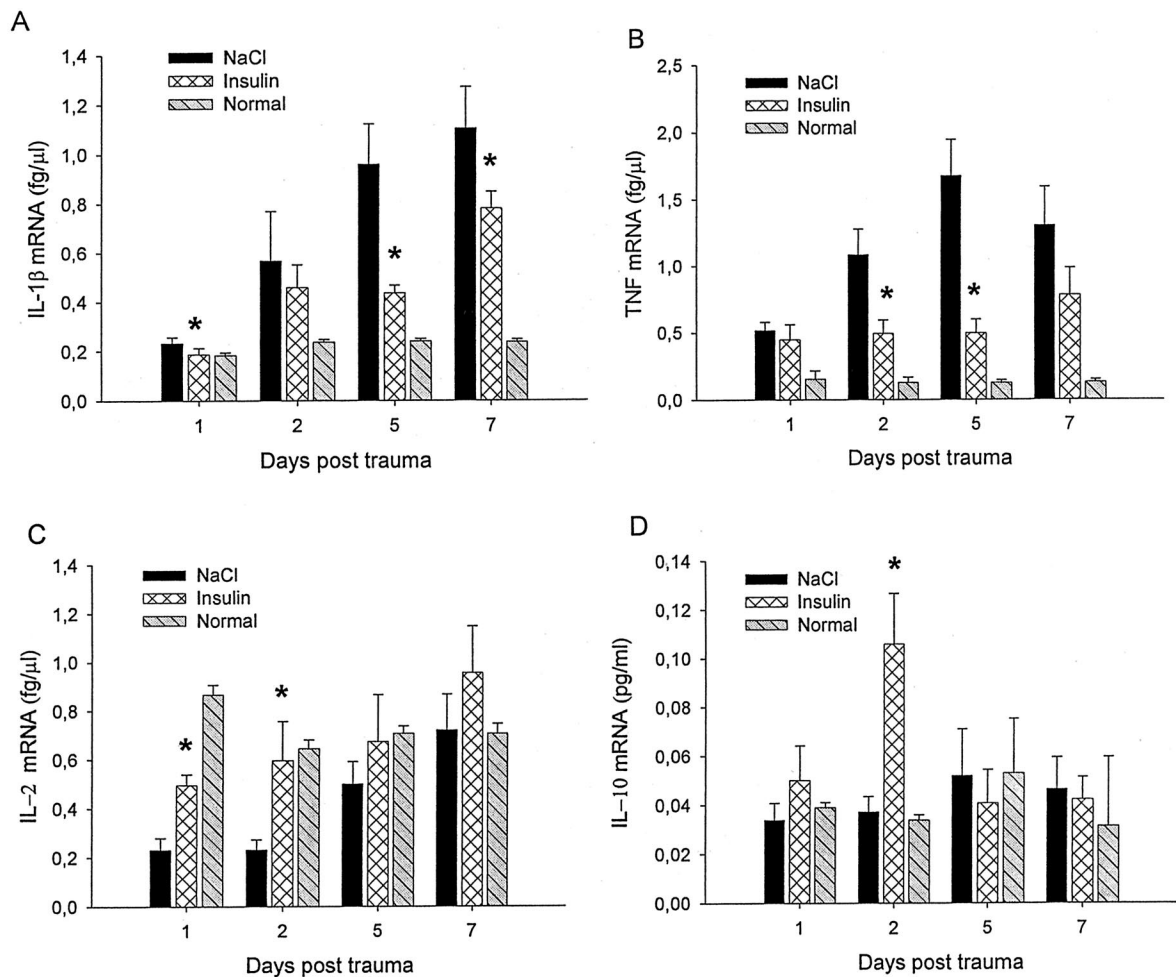 A
IL-1β mRNA (fg/µl)
1,4
1,2
1,0
0,8
0,6
0,4
0,2
0,0
NaCl
Insulin
Normal
*
*
*
1
2
5
7
Days post trauma
B
TNF mRNA (fg/µl)
2,5
2,0
1,5
1,0
0,5
0,0
NaCl
Insulin
Normal
*
*
1
2
5
7
Days post trauma
C
IL–2 mRNA (fg/µl)
1,4
1,2
1,0
0,8
0,6
0,4
0,2
0,0
NaCl
Insulin
Normal
*
*
1
2
5
7
Days post trauma
D
IL–10 mRNA (pg/ml)
0,14
0,12
0,10
0,08
0,06
0,04
0,02
0,00
NaCl
Insulin
Normal
*
1
2
5
7
Days post trauma